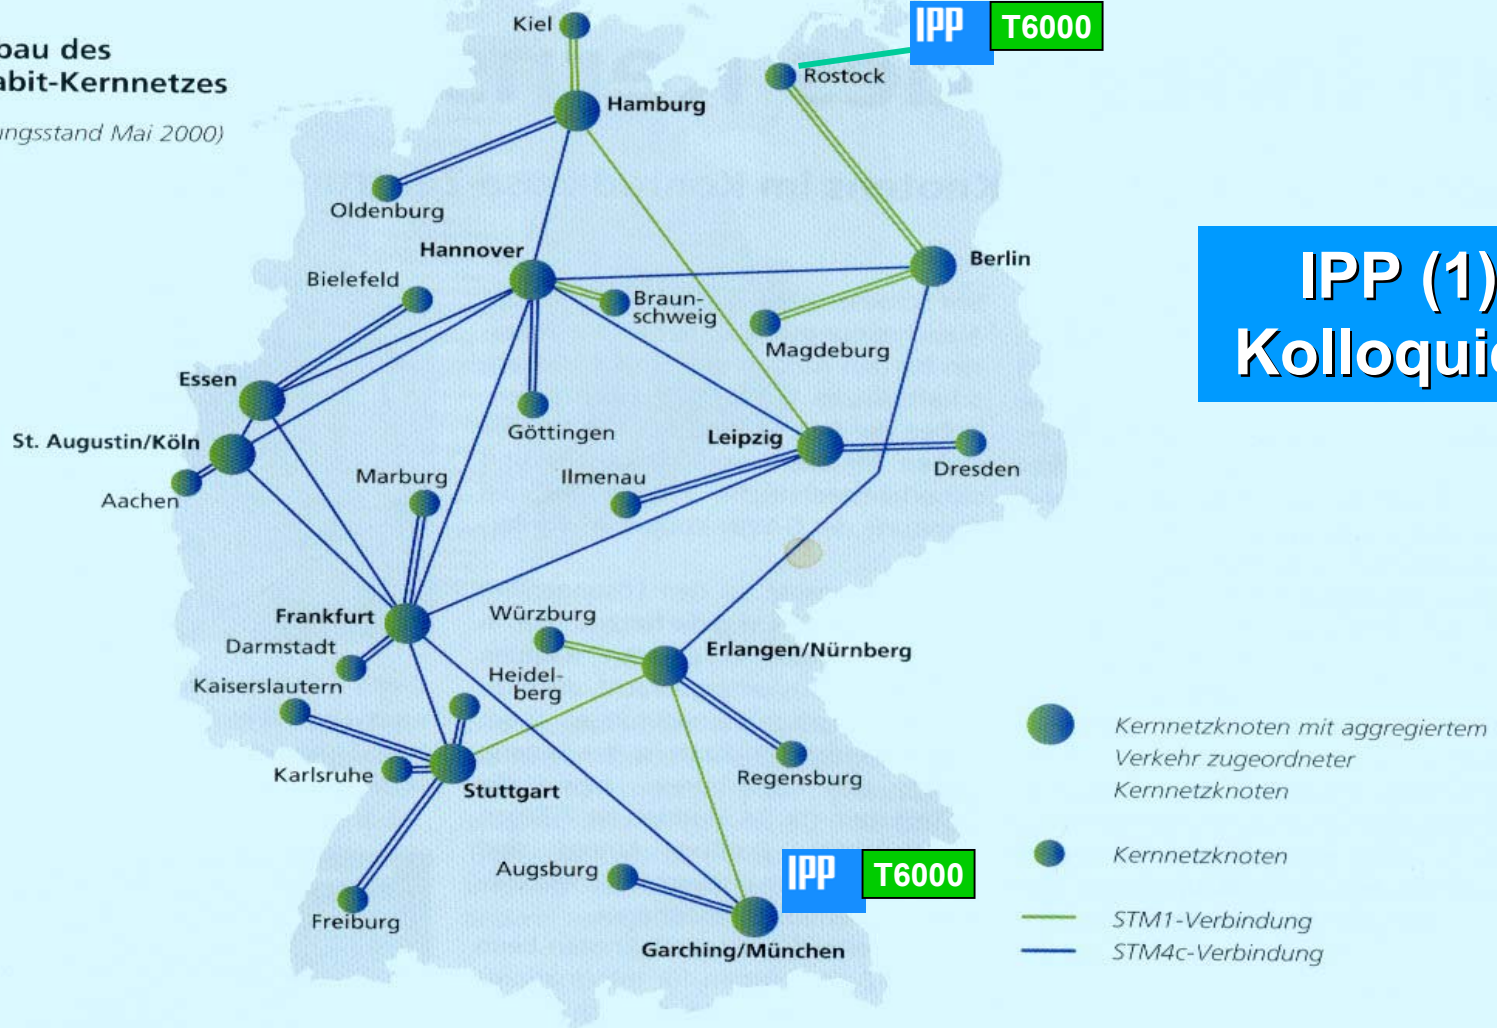 Kiel
IPP T6000
bau des
abit-Kernnetzes
Rostock
Hamburg
ngsstand Mai 2000)
Oldenburg
Hannover
Berlin
Bielefeld
Braun-
schweig
IPP (1)
Kolloqui
Magdeburg
Essen
Göttingen
Leipzig
St. Augustin/Köln
Dresden
Marburg
Ilmenau
Aachen
Frankfurt
Würzburg
Darmstadt
Erlangen/Nürnberg
Heidel-
berg
Kaiserslautern
Karlsruhe
Stuttgart
Regensburg
Kernnetzknoten mit aggregiertem
Verkehr zugeordneter
Kernnetzknoten
Augsburg
IPP T6000
Kernnetzknoten
Freiburg
Garching/München
STM1-Verbindung
STM4c-Verbindung